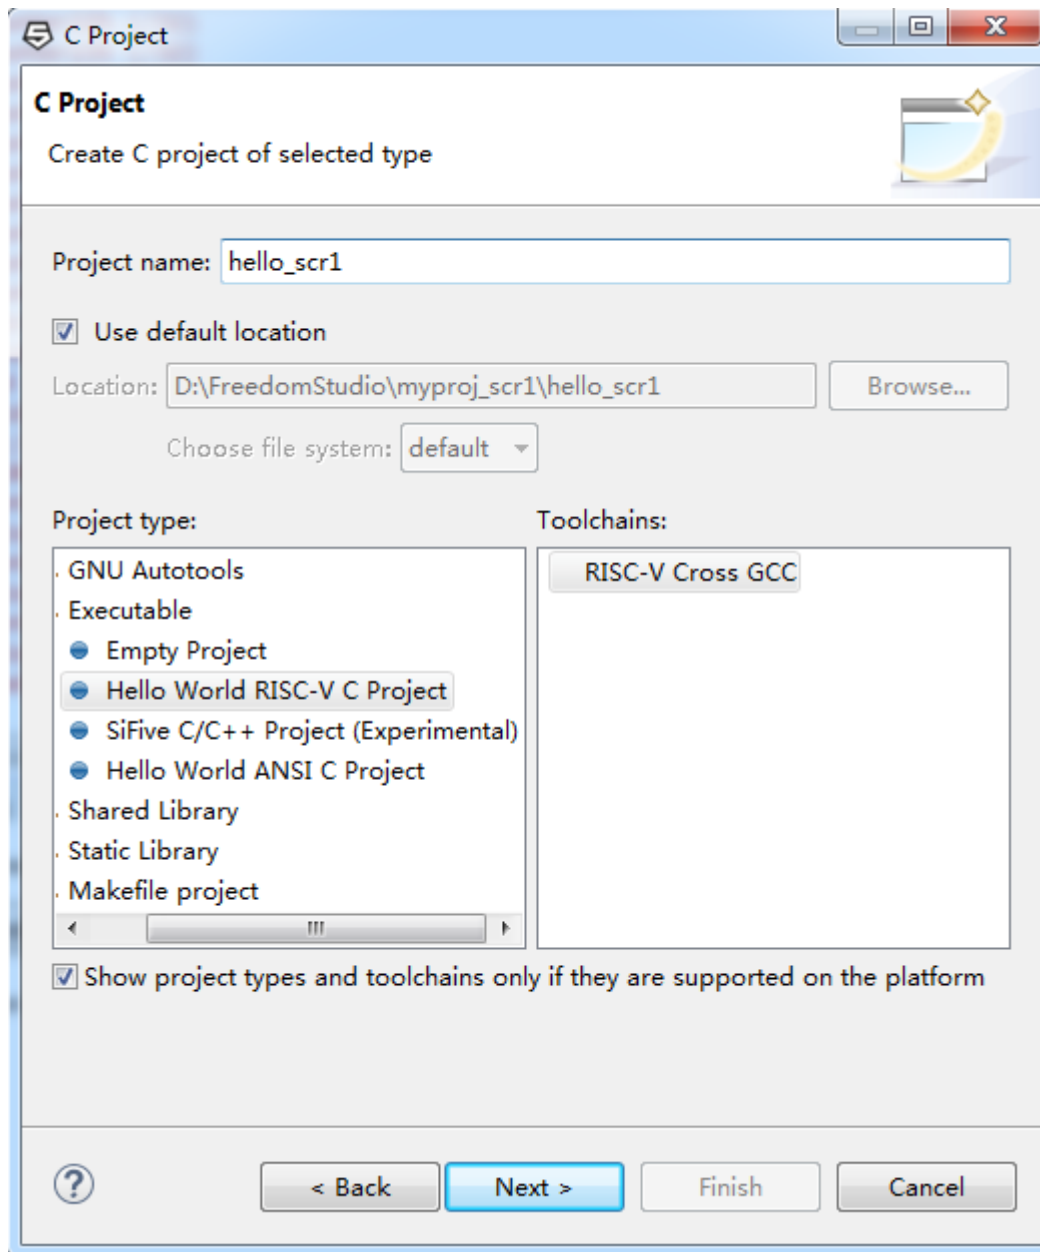 C Project
C Project
Create C project of selected type
Project name: hello_scr1
Use default location
Location: D:\FreedomStudio\myproj_scr1\hello_scr1 Browse...
Choose file system: default
Project type: Toolchains:
GNU Autotools RISC-V Cross GCC
Executable
Empty Project
Hello World RISC-V C Project
SiFive C/C++ Project (Experimental)
Hello World ANSI C Project
Shared Library
Static Library
Makefile project
Show project types and toolchains only if they are supported on the platform
? < Back Next > Finish Cancel